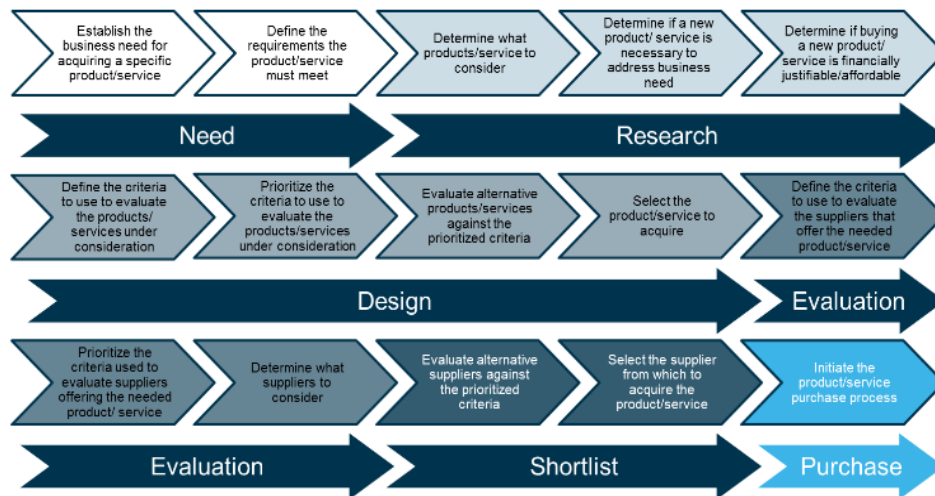 Establish the
business need for
acquiring a specific
product/service
Define the
requirements the
product/service
must meet
Determine what
products/service to
consider
Determine if a new
product/ service is
necessary to
address business
need
Determine if buying
a new product/
service is financially
justifiable/affordable
Need
Research
Define the criteria
to use to evaluate
the products/
services under
consideration
Prioritize the
criteria to use to
evaluate the
products/services
under consideration
Evaluate alternative
products/services
against the
prioritized criteria
Select the
product/service to
acquire
Define the criteria
to use to evaluate
the suppliers that
offer the needed
product/service
Design
Evaluation
Prioritize the
criteria used to
evaluate suppliers
offering the needed
product/ service
Determine what
suppliers to
consider
Evaluate alternative
suppliers against
the prioritized
criteria
Select the supplier
from which to
acquire the
product/service
Initiate the
product/service
purchase process
Evaluation
Shortlist
Purchase